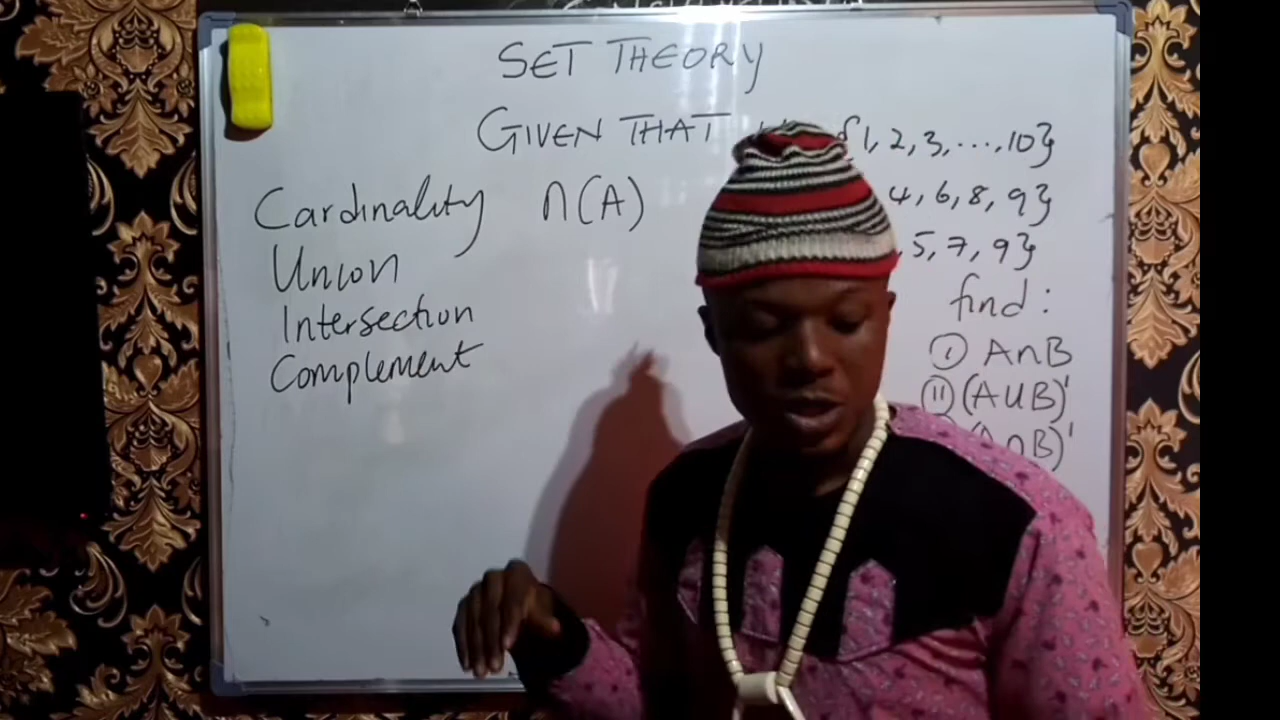 SET THEORY
GIVEN THAT {1, 2, 3, ..., 10}
Cardinality n(A)
4, 6, 8, 9}
Union
5, 7, 9}
Intersection
find:
Complement
(i) A∩B
(ii) (A∪B)'
(A∩B)'